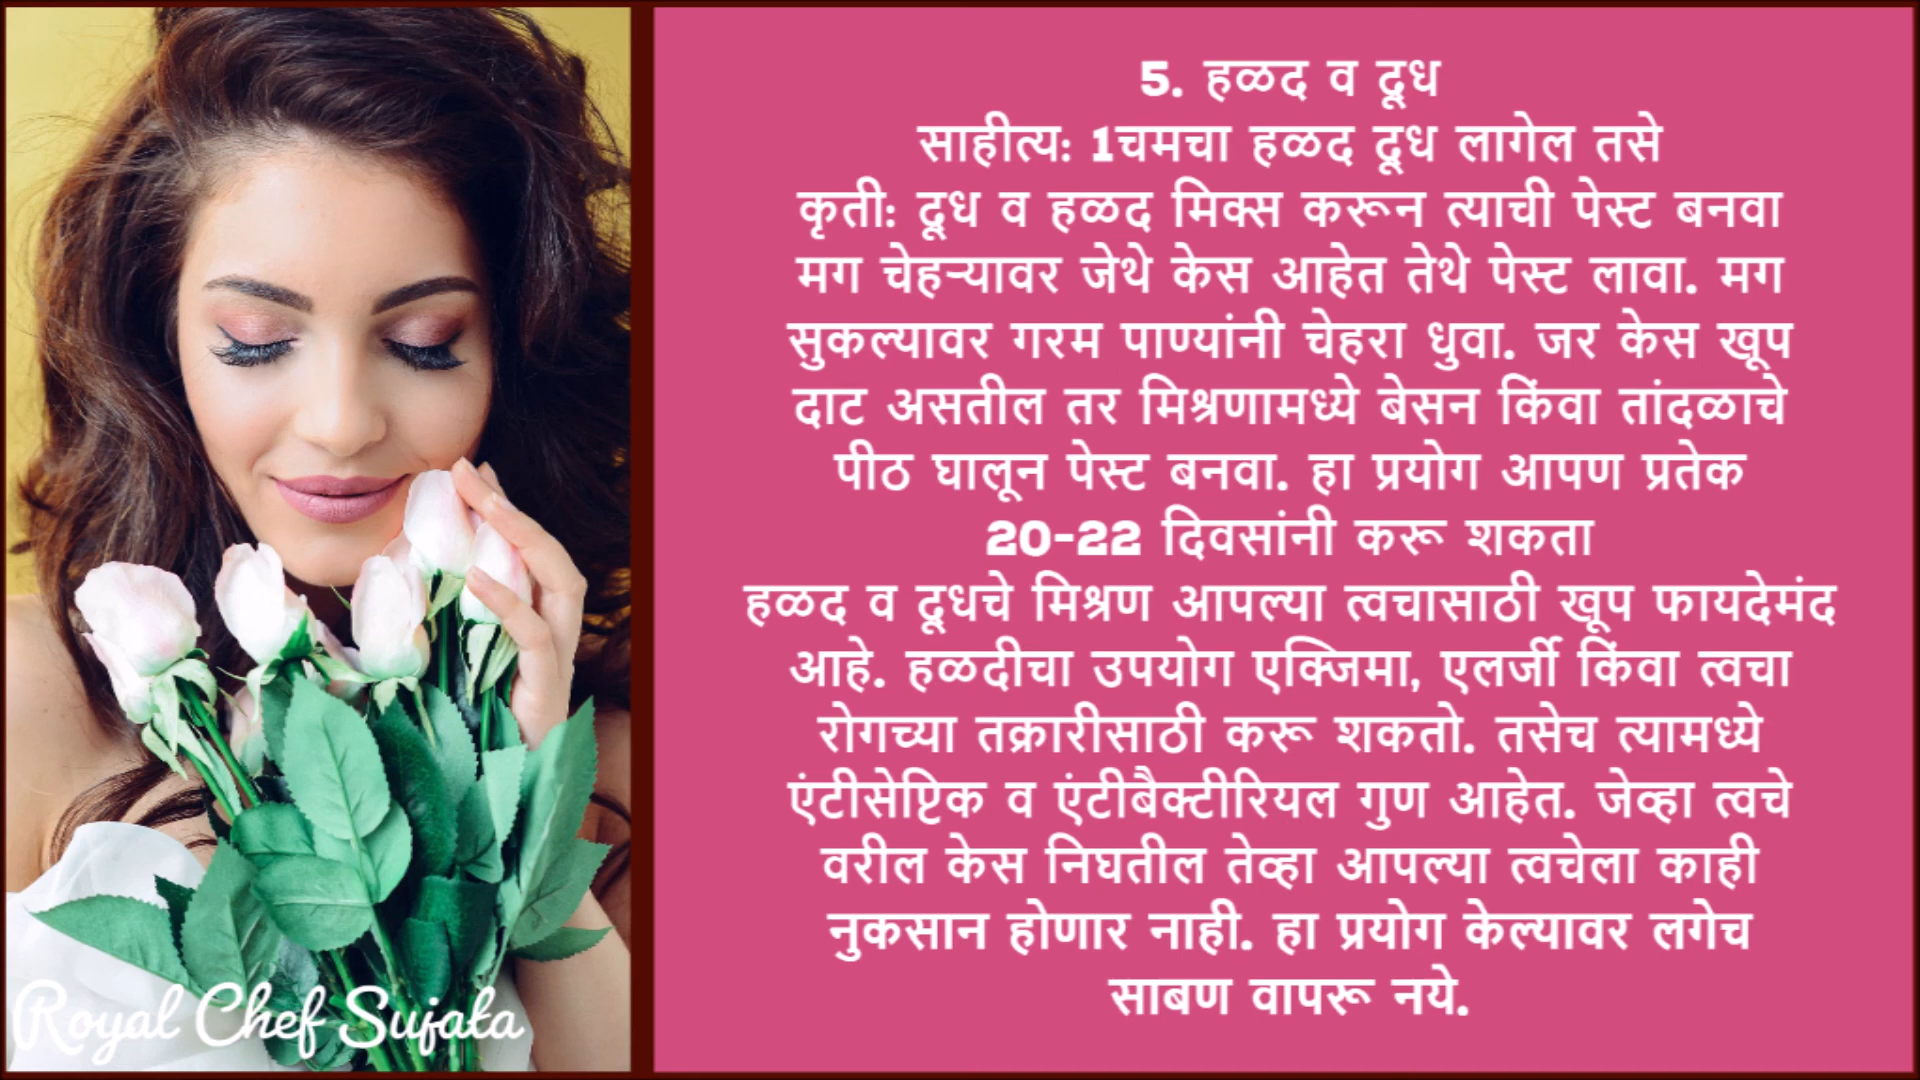 5. हळद व दूध
साहीत्यः 1चमचा हळद दूध लागेल तसे
कृतीः दूध व हळद मिक्स करून त्याची पेस्ट बनवा
मग चेहऱ्यावर जेथे केस आहेत तेथे पेस्ट लावा. मग
सुकल्यावर गरम पाण्यांनी चेहरा धुवा. जर केस खूप
दाट असतील तर मिश्रणामध्ये बेसन किंवा तांदळाचे
पीठ घालून पेस्ट बनवा. हा प्रयोग आपण प्रतेक
20-22 दिवसांनी करू शकता
हळद व दूधचे मिश्रण आपल्या त्वचासाठी खूप फायदेमंद
आहे. हळदीचा उपयोग एक्जिमा, एलर्जी किंवा त्वचा
रोगच्या तक्रारीसाठी करू शकतो. तसेच त्यामध्ये
एंटीसेप्टिक व एंटीबैक्टीरियल गुण आहेत. जेव्हा त्वचे
वरील केस निघतील तेव्हा आपल्या त्वचेला काही
नुकसान होणार नाही. हा प्रयोग केल्यावर लगेच
साबण वापरू नये.
Royal Chef Sujata